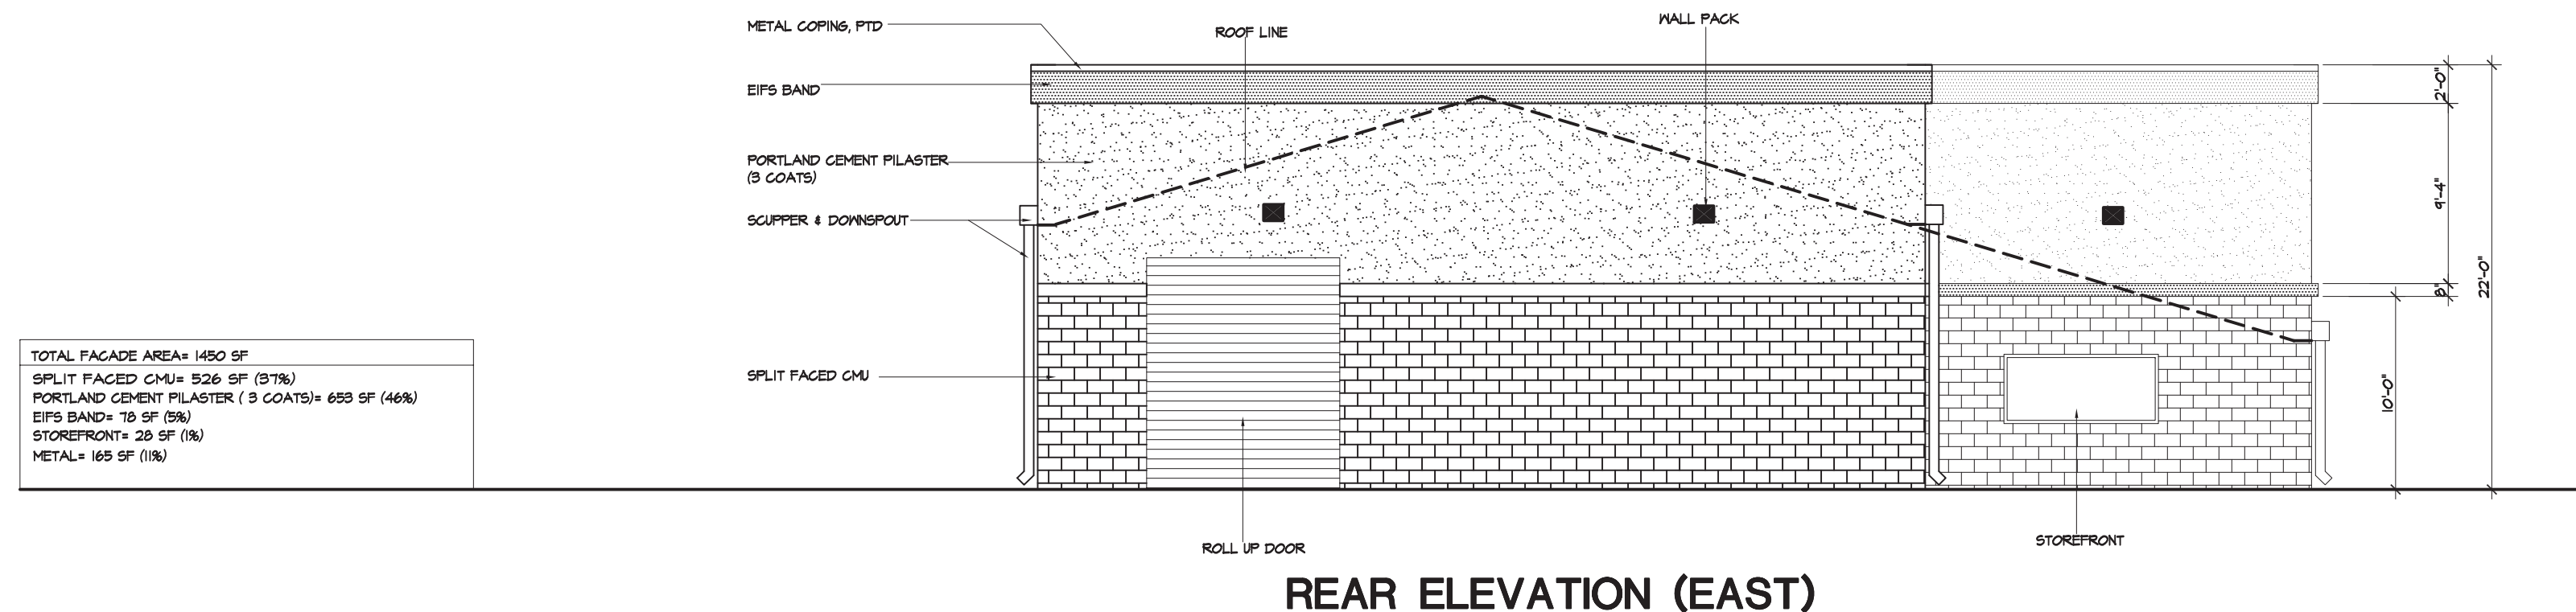 METAL COPING, PTD
ROOF LINE
WALL PACK
EIFS BAND
PORTLAND CEMENT PILASTER
(3 COATS)
SCUPPER & DOWNSPOUT
SPLIT FACED CMU
2'-0"
9'-4"
8"
22'-0"
10'-0"
TOTAL FACADE AREA= 1450 SF
SPLIT FACED CMU= 526 SF (37%)
PORTLAND CEMENT PILASTER ( 3 COATS)= 653 SF (46%)
EIFS BAND= 78 SF (5%)
STOREFRONT= 28 SF (1%)
METAL= 165 SF (11%)
ROLL UP DOOR
STOREFRONT
REAR ELEVATION (EAST)